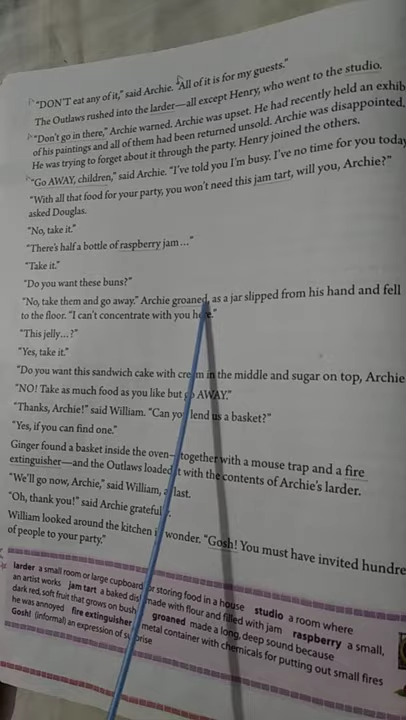 "DON'T eat any of it," said Archie. "All of it is for my guests."
The Outlaws rushed into the larder—all except Henry, who went to the studio.
"Don't go in there," Archie warned. Archie was upset. He had recently held an exhib
of his paintings and all of them had been returned unsold. Archie was disappointed.
He was trying to forget about it through the party. Henry joined the others.
"Go AWAY, children," said Archie. "I've told you I'm busy. I've no time for you today
"With all that food for your party, you won't need this jam tart, will you, Archie?"
asked Douglas.
"No, take it."
"There's half a bottle of raspberry jam..."
"Take it."
"Do you want these buns?"
"No, take them and go away." Archie groaned, as a jar slipped from his hand and fell
to the floor. "I can't concentrate with you here."
"This jelly...?"
"Yes, take it."
"Do you want this sandwich cake with cream in the middle and sugar on top, Archie
"NO! Take as much food as you like but go AWAY."
"Thanks, Archie!" said William. "Can you lend us a basket?"
"Yes, if you can find one."
Ginger found a basket inside the oven—together with a mouse trap and a fire
extinguisher—and the Outlaws loaded it with the contents of Archie's larder.
"We'll go now, Archie," said William, at last.
"Oh, thank you!" said Archie gratefully.
William looked around the kitchen in wonder. "Gosh! You must have invited hundre
of people to your party."
larder a small room or large cupboard for storing food in a house studio a room where
an artist works jam tart a baked dish made with flour and filled with jam raspberry a small,
dark red, soft fruit that grows on bush groaned made a long, deep sound because
he was annoyed fire extinguisher metal container with chemicals for putting out small fires
Gosh! (informal) an expression of surprise